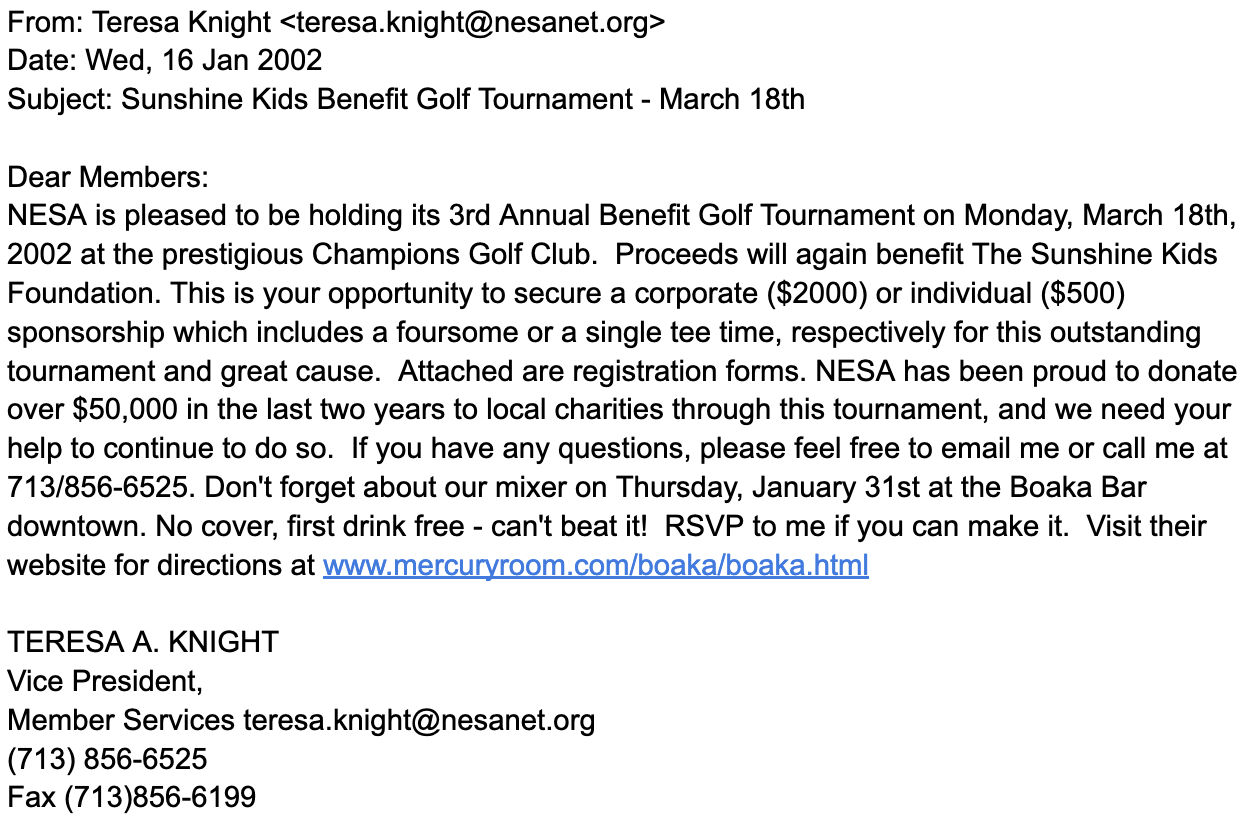 From: Teresa Knight <teresa.knight@nesanet.org>
Date: Wed, 16 Jan 2002
Subject: Sunshine Kids Benefit Golf Tournament - March 18th

Dear Members:
NESA is pleased to be holding its 3rd Annual Benefit Golf Tournament on Monday, March 18th,
2002 at the prestigious Champions Golf Club.  Proceeds will again benefit The Sunshine Kids
Foundation. This is your opportunity to secure a corporate ($2000) or individual ($500)
sponsorship which includes a foursome or a single tee time, respectively for this outstanding
tournament and great cause.  Attached are registration forms. NESA has been proud to donate
over $50,000 in the last two years to local charities through this tournament, and we need your
help to continue to do so.  If you have any questions, please feel free to email me or call me at
713/856-6525. Don't forget about our mixer on Thursday, January 31st at the Boaka Bar
downtown. No cover, first drink free - can't beat it!  RSVP to me if you can make it.  Visit their
website for directions at www.mercuryroom.com/boaka/boaka.html

TERESA A. KNIGHT
Vice President,
Member Services teresa.knight@nesanet.org
(713) 856-6525
Fax (713)856-6199